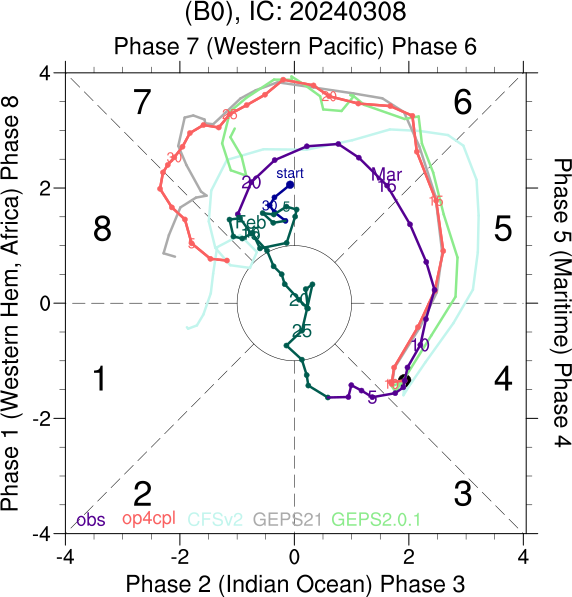 (B0), IC: 20240308
Phase 7 (Western Pacific) Phase 6
4
7
6
20
25
30
start
20
Mar
15
Phase 1 (Western Hem, Africa) Phase 8
Phase 5 (Maritime) Phase 4
2
30
5
15
Feb
8
5
5
0
20
25
10
1
4
5
-2
2
3
obs
op4cpl
CFSv2
GEPS21
GEPS2.0.1
-4
-4
-2
0
2
4
Phase 2 (Indian Ocean) Phase 3